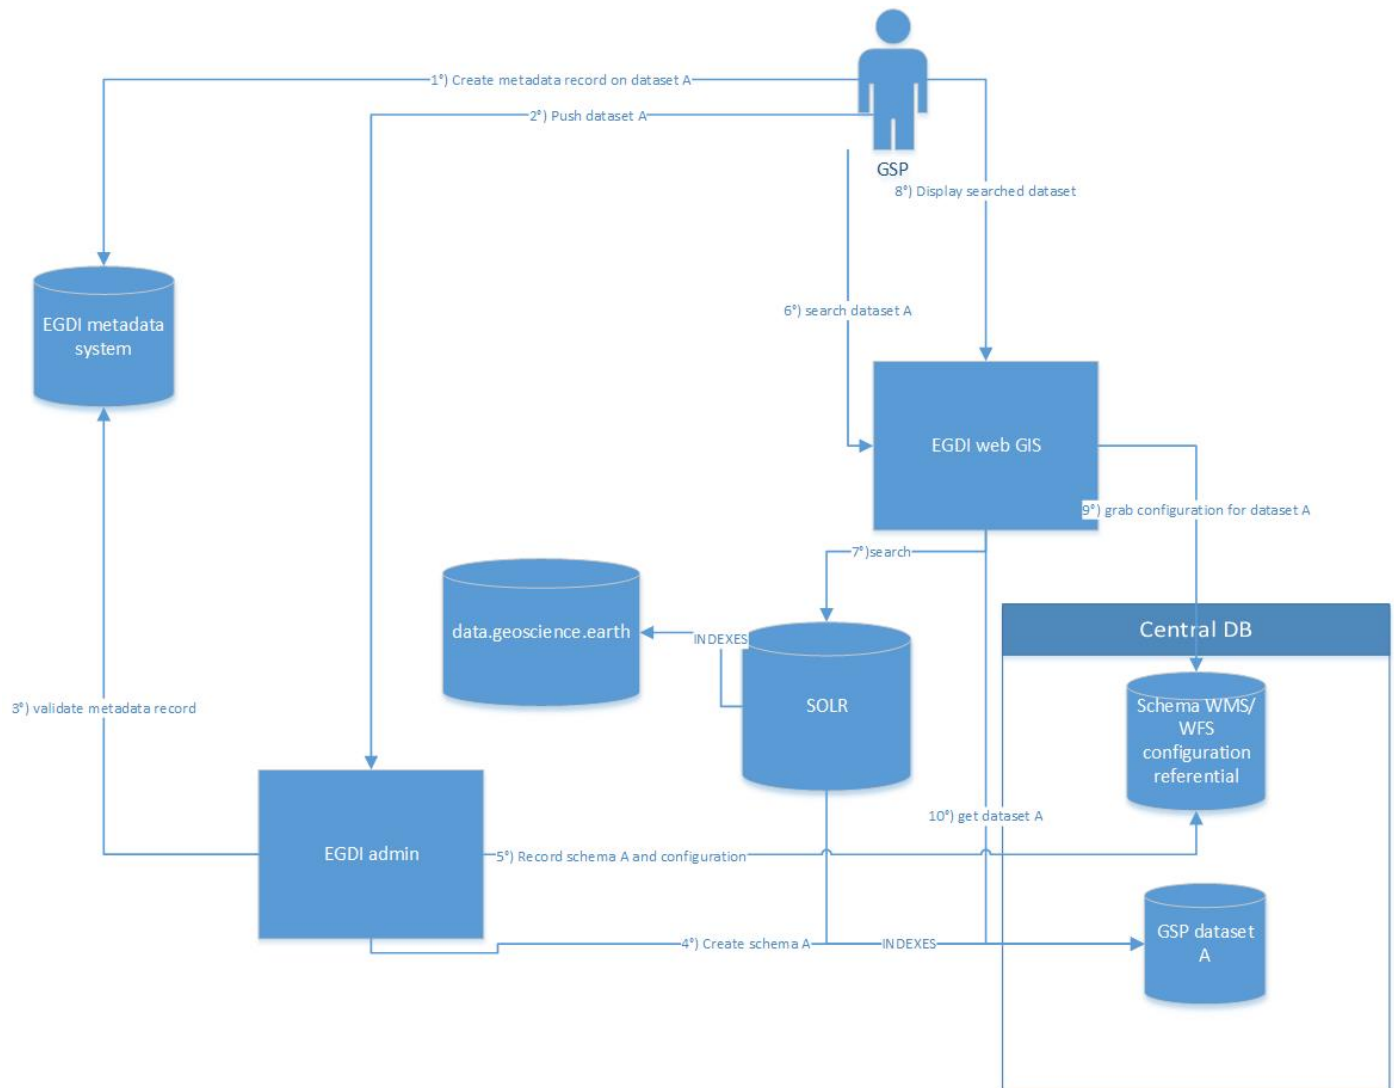 1°) Create metadata record on dataset A
2°) Push dataset A
GSP
8°) Display searched dataset
EGDI metadata
system
6°) search dataset A
EGDI web GIS
9°) grab configuration for dataset A
7°)search
data.geoscience.earth
INDEXES
Central DB
SOLR
Schema WMS/
WFS
configuration
referential
3°) validate metadata record
10°) get dataset A
EGDI admin
5°) Record schema A and configuration
4°) Create schema A
INDEXES
GSP dataset
A